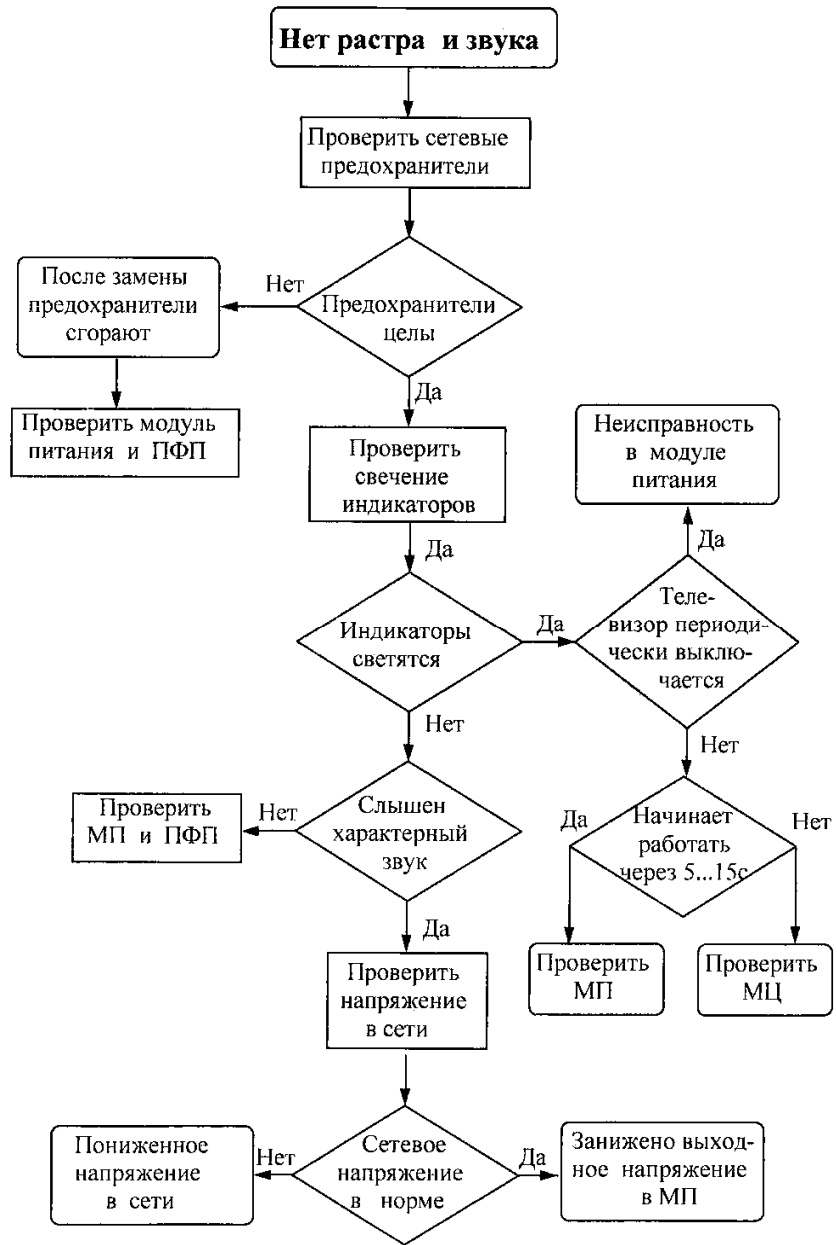 Нет растра и звука
Проверить сетевые
предохранители
После замены
предохранители
сгорают
Нет
Предохранители
целы
Да
Проверить модуль
питания и ПФП
Проверить
свечение
индикаторов
Неисправность
в модуле
питания
Да
Да
Индикаторы
светятся
Да
Теле-
визор периоди-
чески выклю-
чается
Нет
Нет
Проверить
МП и ПФП
Нет
Слышен
характерный
звук
Да
Начинает
работать
через 5...15с
Нет
Да
Проверить
напряжение
в сети
Проверить
МП
Проверить
МЦ
Пониженное
напряжение
в сети
Нет
Сетевое
напряжение
в норме
Да
Занижено выход-
ное напряжение
в МП